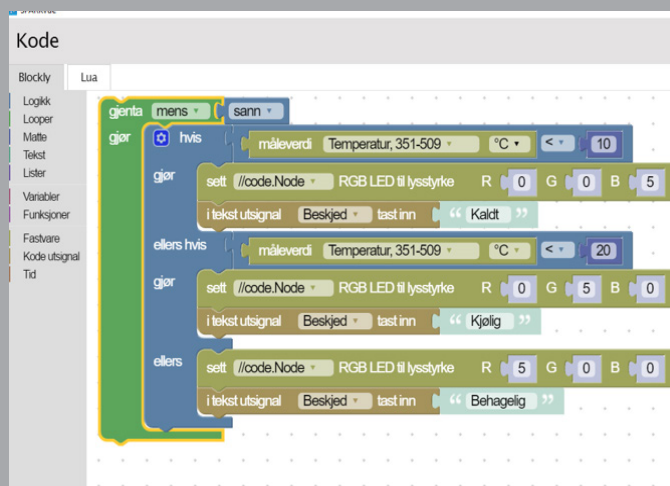 Kode
Blockly Lua
Logikk
Looper
Matte
Tekst
Lister
Variabler
Funksjoner
Fastvare
Kode utsignal
Tid
gjenta mens sann
gjør hvis måleverdi Temperatur, 351-509 °C < 10
gjør sett //code.Node RGB LED til lysstyrke R 0 G 0 B 5
i tekst utsignal Beskjed tast inn “ Kaldt ”
ellers hvis måleverdi Temperatur, 351-509 °C < 20
gjør sett //code.Node RGB LED til lysstyrke R 0 G 5 B 0
i tekst utsignal Beskjed tast inn “ Kjølig ”
ellers sett //code.Node RGB LED til lysstyrke R 5 G 0 B 0
i tekst utsignal Beskjed tast inn “ Behagelig ”